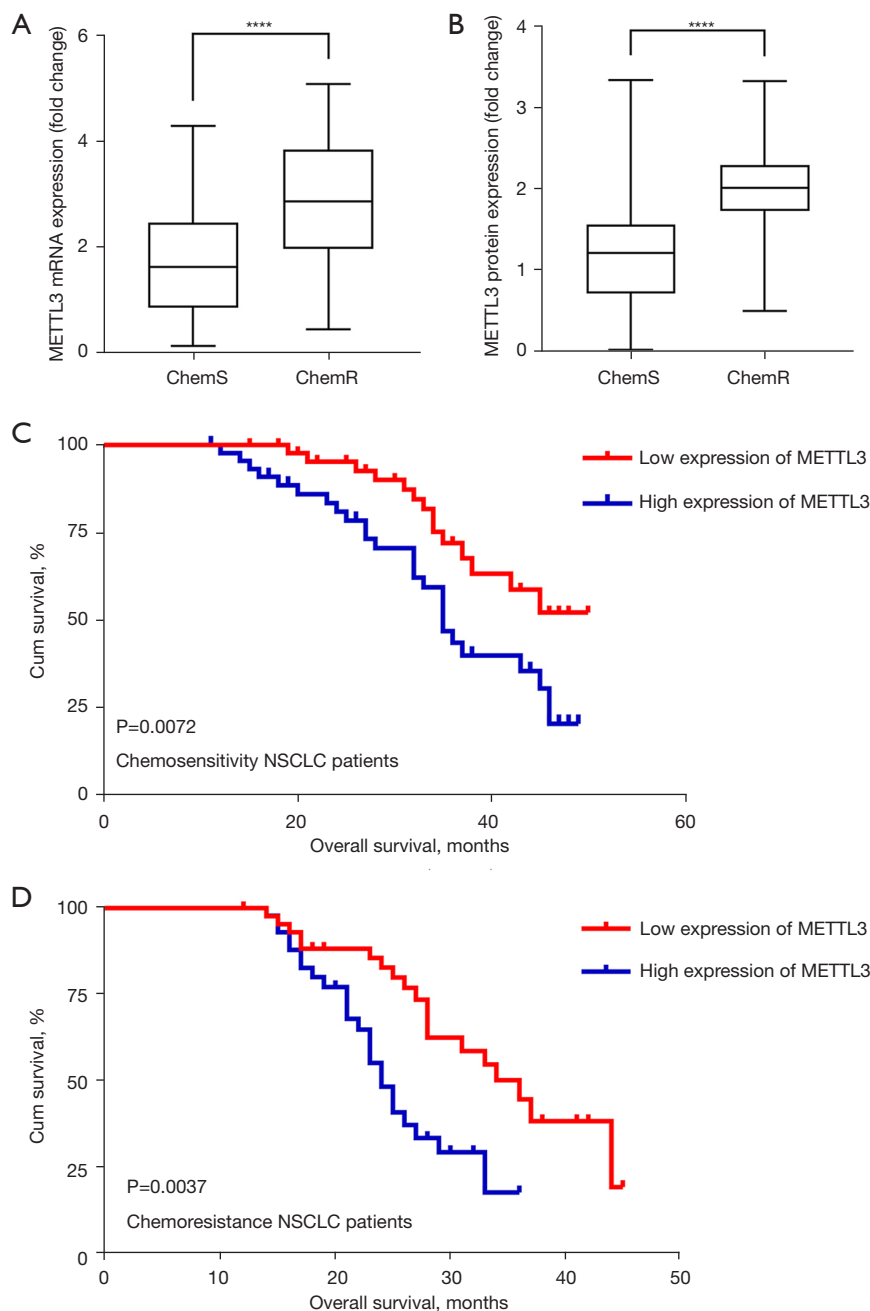 A
METTL3 mRNA expression (fold change)
6
4
2
0
****
ChemS
ChemR
B
METTL3 protein expression (fold change)
4
3
2
1
0
****
ChemS
ChemR
C
Cum survival, %
100
75
50
25
0
Low expression of METTL3
High expression of METTL3
P=0.0072
Chemosensitivity NSCLC patients
0
20
40
60
Overall survival, months
D
Cum survival, %
100
75
50
25
0
Low expression of METTL3
High expression of METTL3
P=0.0037
Chemoresistance NSCLC patients
0
10
20
30
40
50
Overall survival, months